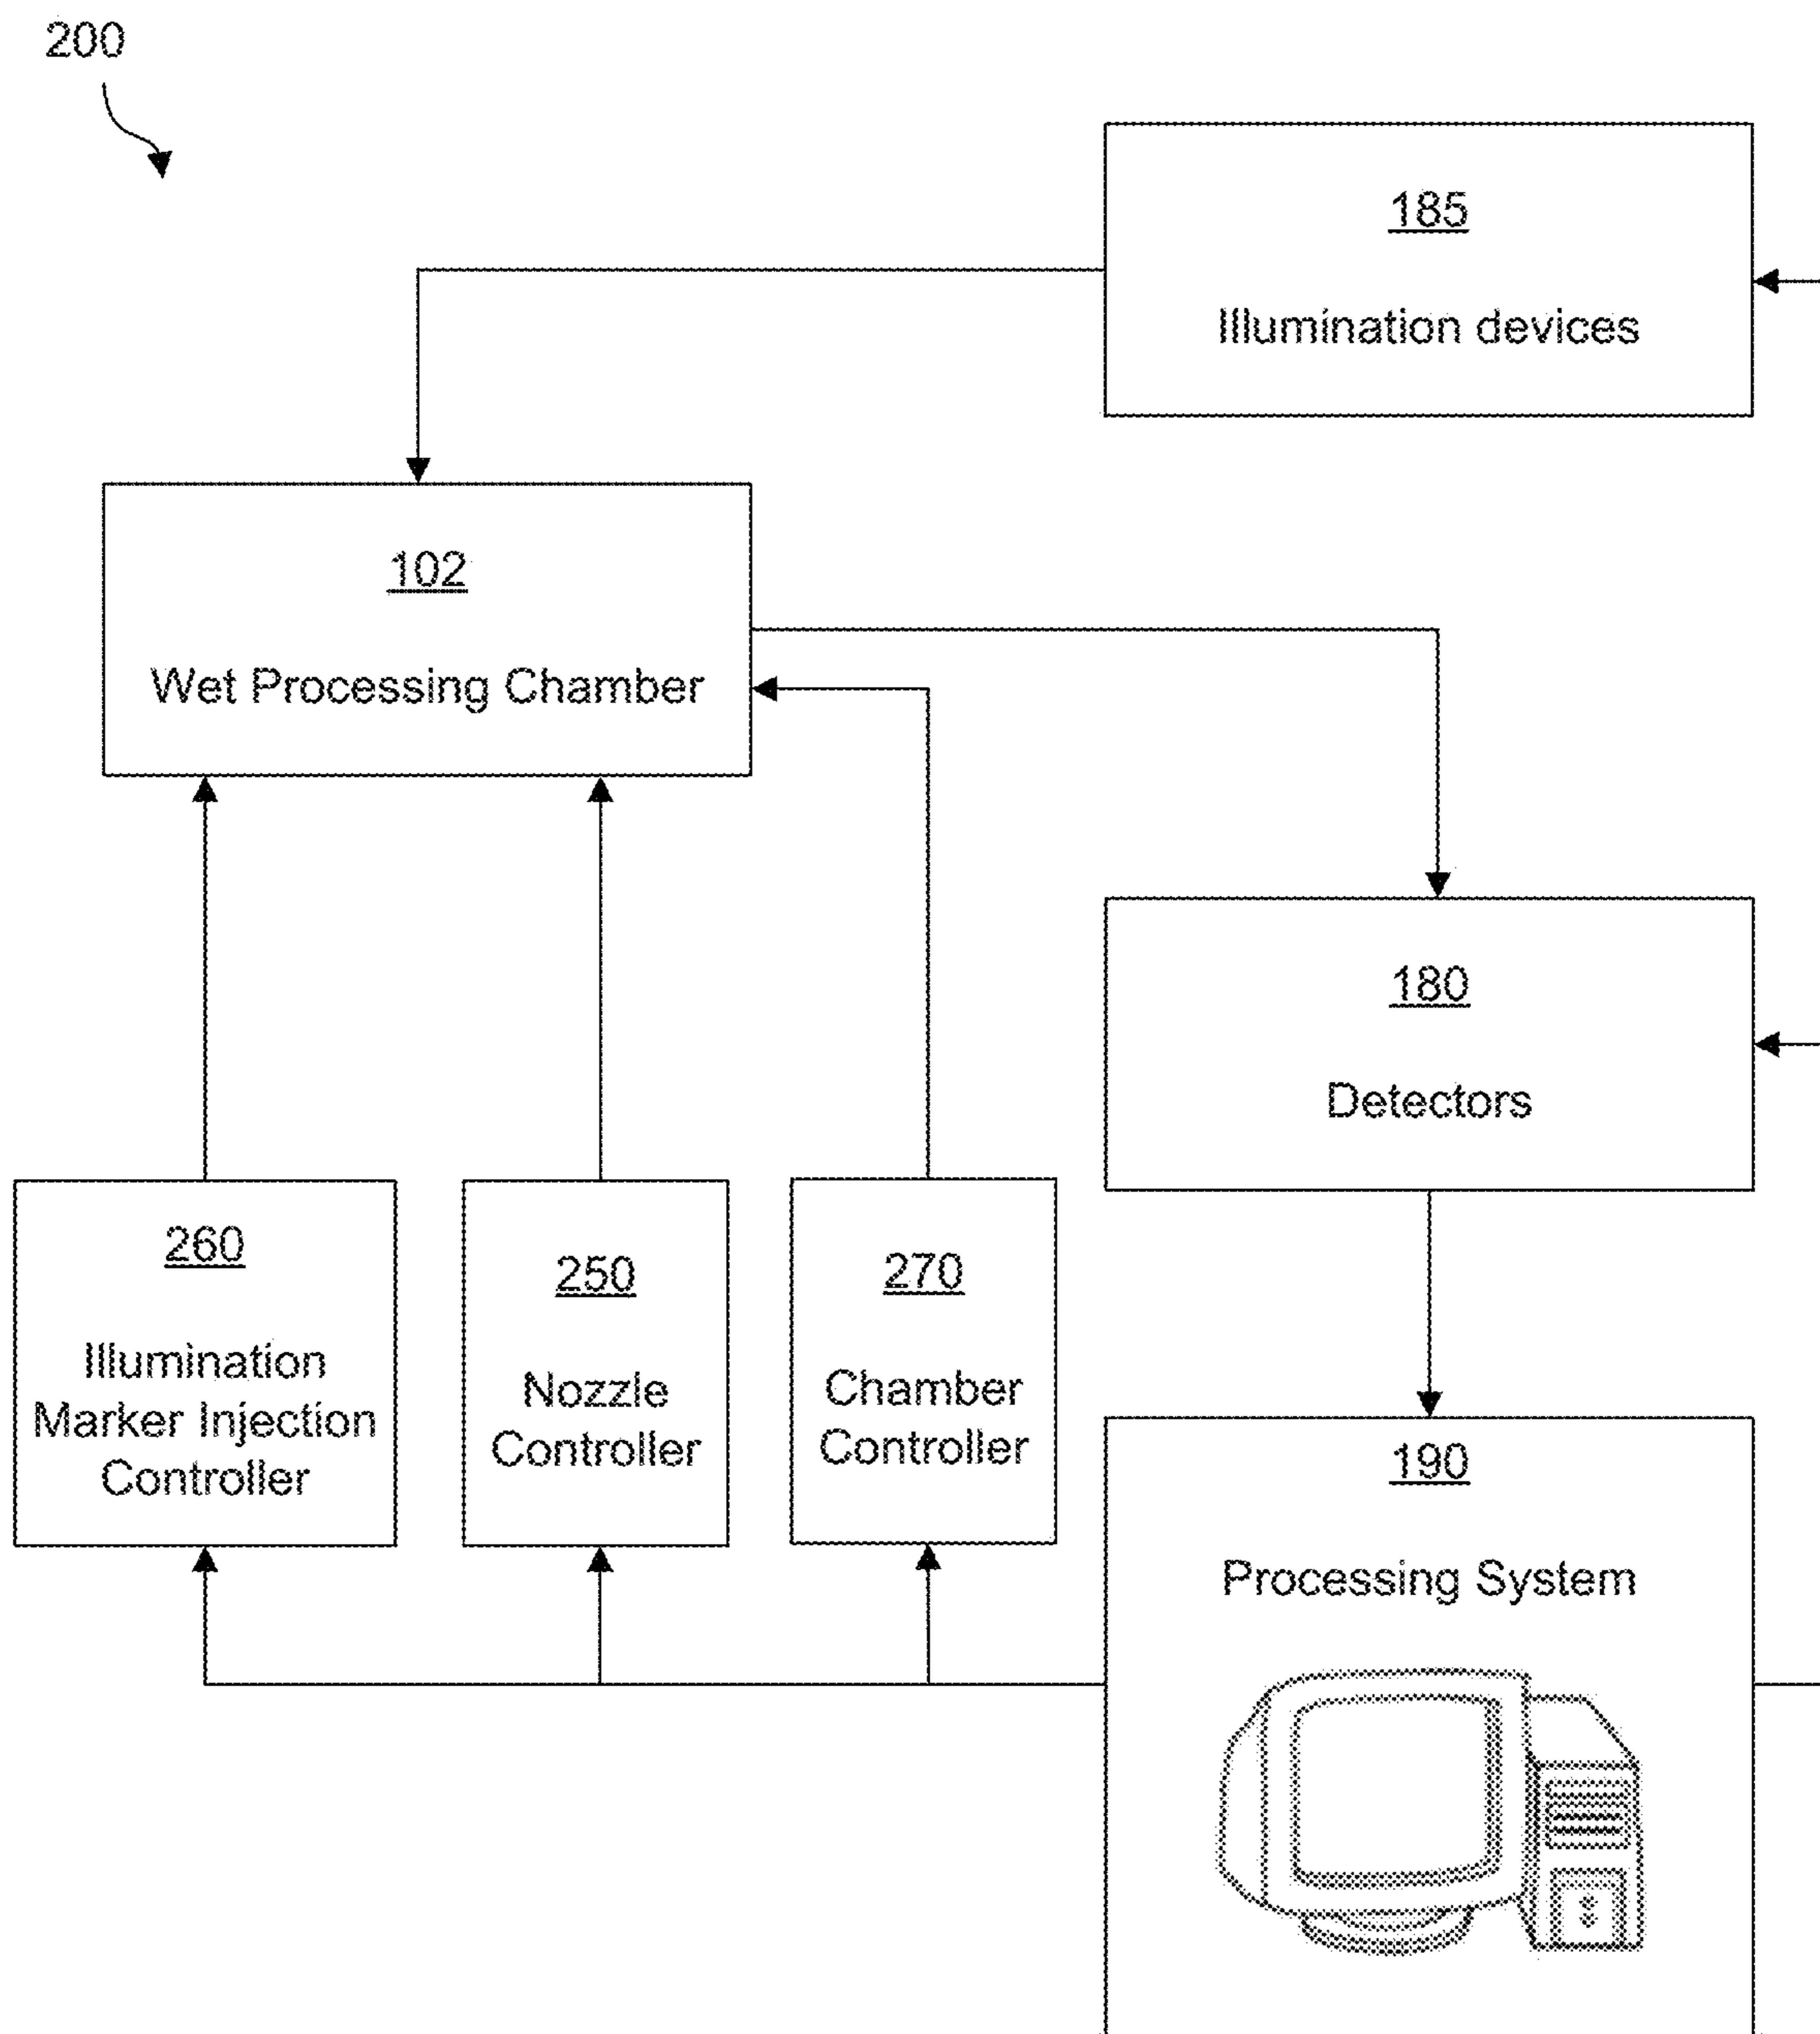 200
185
Illumination devices
102
Wet Processing Chamber
180
Detectors
260
Illumination
Marker Injection
Controller
250
Nozzle
Controller
270
Chamber
Controller
190
Processing System